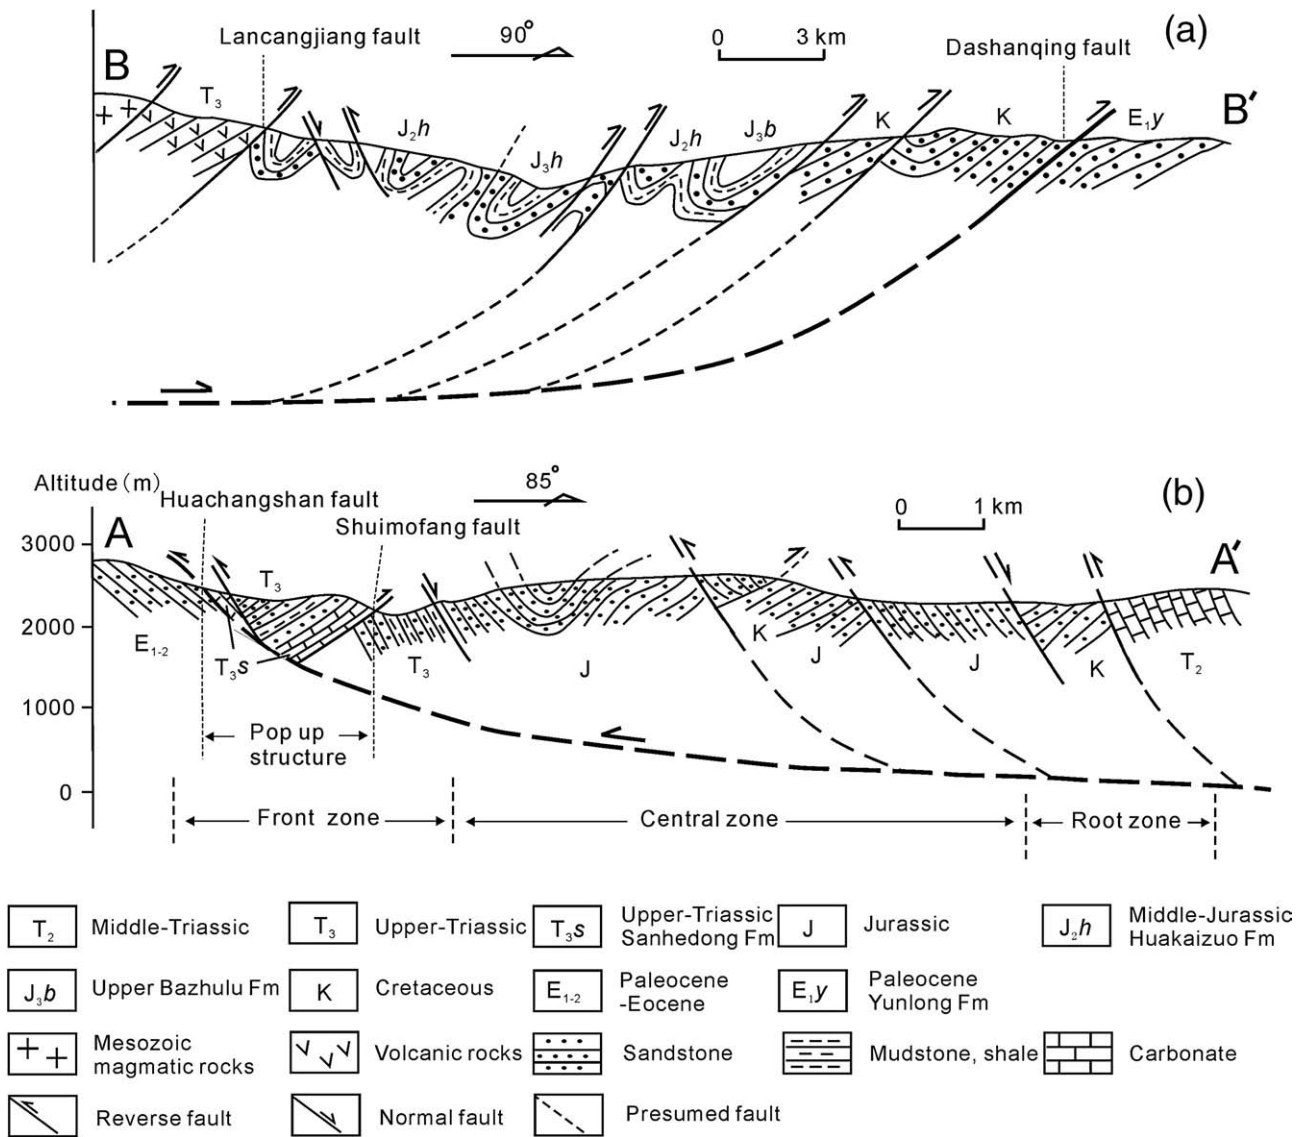 (a)
Lancangjiang fault
90°
0 3 km
Dashanqing fault
B
B′
T3
J2h
J3h
J2h
J3b
K
K
E1y
(b)
Altitude (m)
Huachangshan fault
Shuimofang fault
85°
0 1 km
A
A′
3000
2000
1000
0
T3
E1-2
T3s
T3
J
K
J
J
K
T2
Pop up
structure
Front zone
Central zone
Root zone
T2 Middle-Triassic
T3 Upper-Triassic
T3s Upper-Triassic
Sanhedong Fm
J Jurassic
J2h Middle-Jurassic
Huakaizuo Fm
J3b Upper Bazhulu Fm
K Cretaceous
E1-2 Paleocene
-Eocene
E1y Paleocene
Yunlong Fm
Mesozoic
magmatic rocks
Volcanic rocks
Sandstone
Mudstone, shale
Carbonate
Reverse fault
Normal fault
Presumed fault